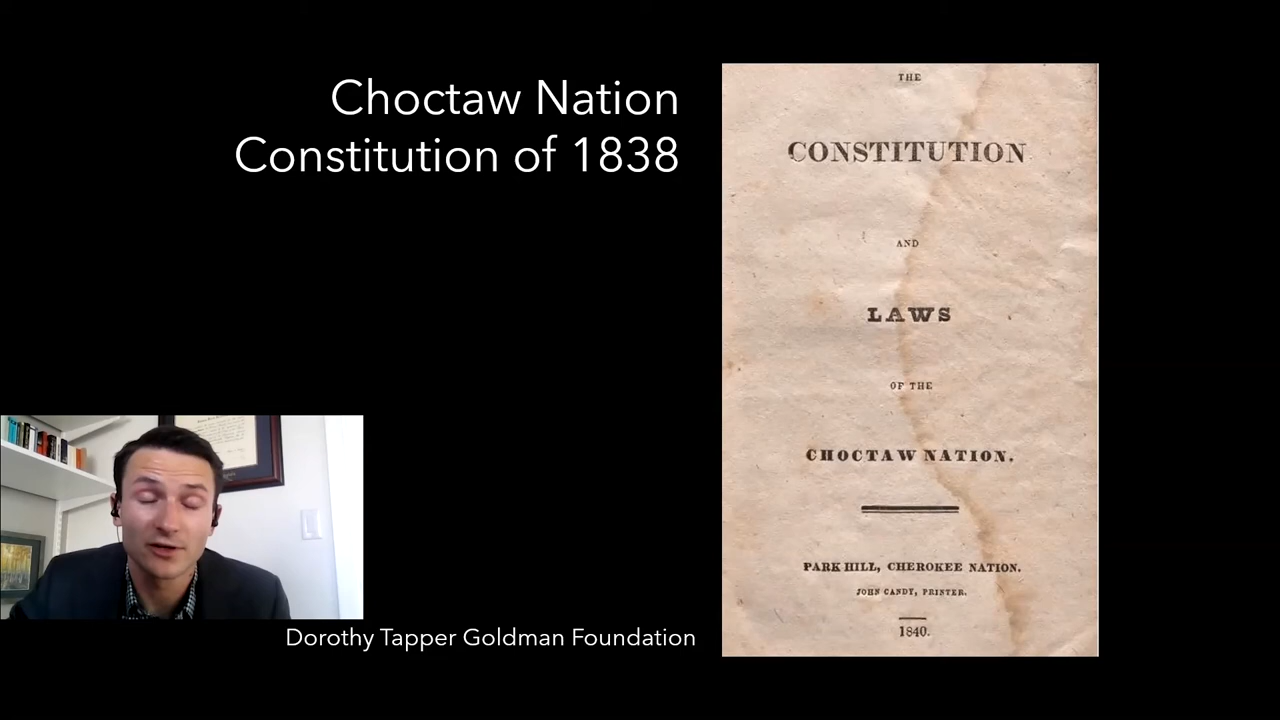 Choctaw Nation
Constitution of 1838
THE
CONSTITUTION
AND
LAWS
OF THE
CHOCTAW NATION.
PARK HILL, CHEROKEE NATION.
JOHN CANDY, PRINTER.
1840.
Dorothy Tapper Goldman Foundation